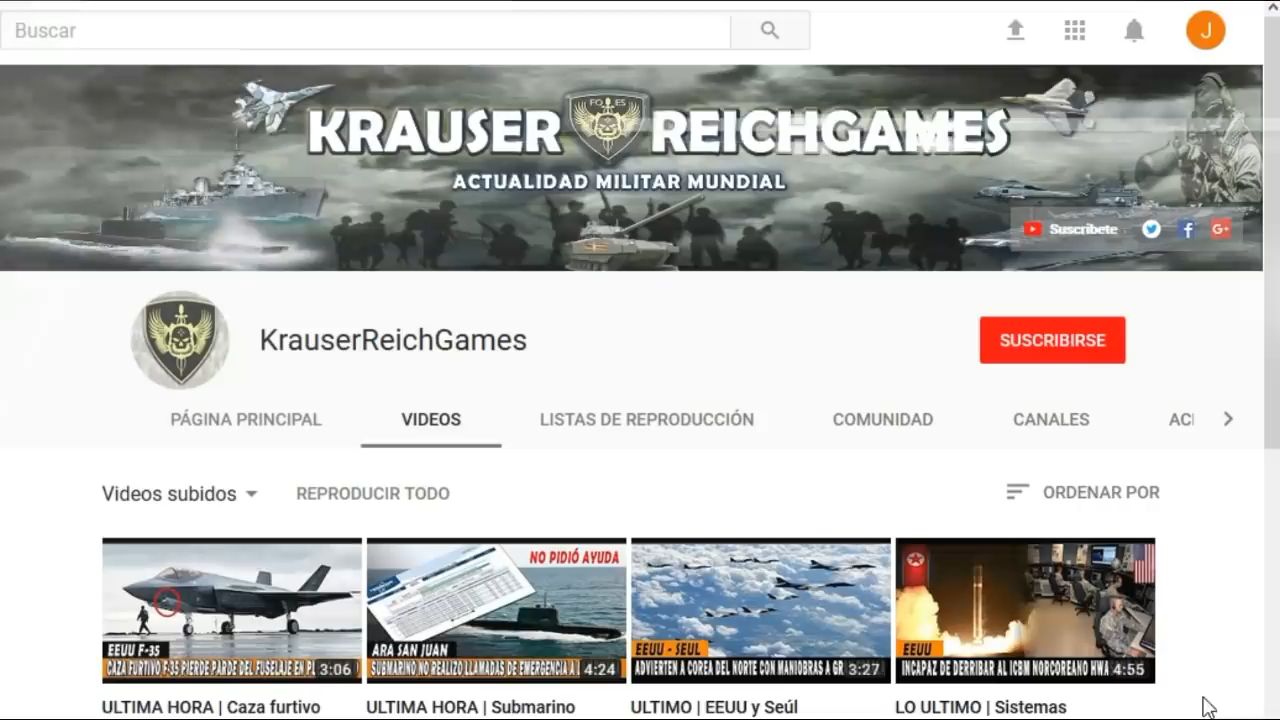 Buscar
J
KRAUSER REICHGAMES
FO ES
ACTUALIDAD MILITAR MUNDIAL
Suscríbete
G+
KrauserReichGames
SUSCRIBIRSE
PÁGINA PRINCIPAL
VIDEOS
LISTAS DE REPRODUCCIÓN
COMUNIDAD
CANALES
Videos subidos
REPRODUCIR TODO
ORDENAR POR
EEUU F-35
CAZA FURTIVO F-35 PIERDE PARDE DEL FUSELAJE EN
3:06
ULTIMA HORA | Caza furtivo
NO PIDIÓ AYUDA
ARA SAN JUAN
SUBMARINO NO REALIZO LLAMADAS DE EMERGENCIA A
4:24
ULTIMA HORA | Submarino
EEUU - SEUL
ADVIERTEN A COREA DEL NORTE CON MANIOBRAS A GR
3:27
ULTIMO | EEUU y Seúl
EEUU
INCAPAZ DE DERRIBAR AL ICBM NORCOREANO HWA
4:55
LO ULTIMO | Sistemas